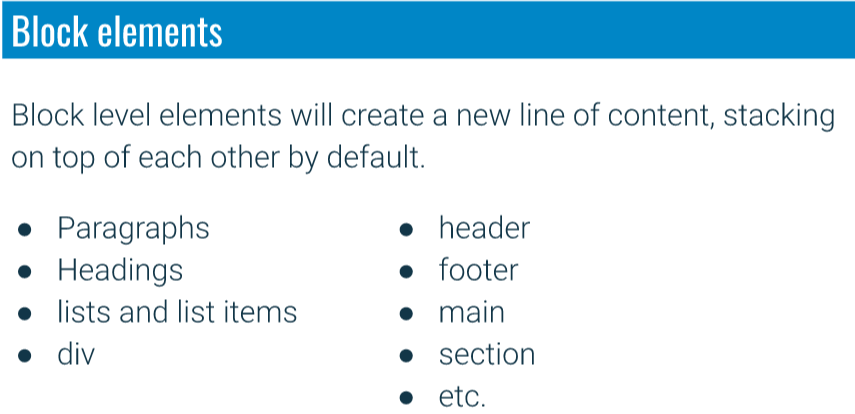 Block elements
Block level elements will create a new line of content, stacking
on top of each other by default.
● Paragraphs
● Headings
● lists and list items
● div
● header
● footer
● main
● section
● etc.